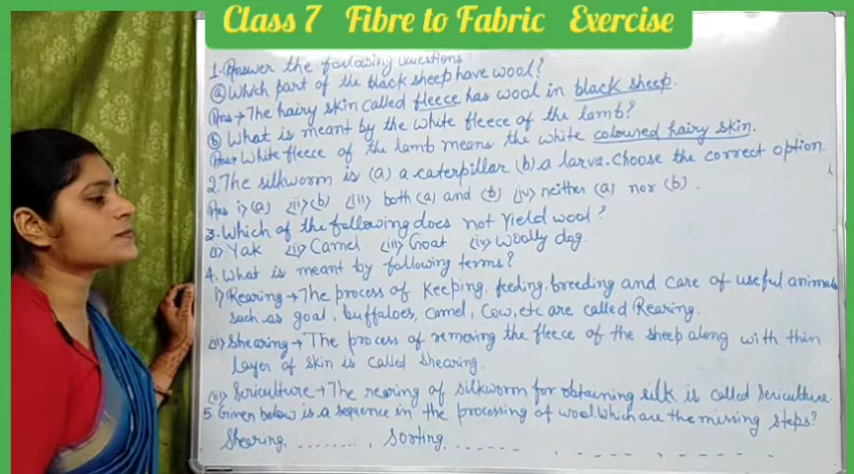 Class 7 Fibre to Fabric Exercise
1. Answer the following questions:
(a) Which part of the black sheep have wool?
Ans → The hairy skin called fleece has wool in black sheep.
(b) What is meant by the white fleece of the lamb?
Ans → White fleece of the lamb means the white coloured hairy skin.
2. The silkworm is (a) a caterpillar (b) a larva. Choose the correct option.
Ans i> (a) <ii> (b) <iii> both (a) and (b) <iv> neither (a) nor (b).
3. Which of the following does not yield wool?
(i) Yak <ii> Camel <iii> Goat <iv> Woolly dog
4. What is meant by following terms?
i) Rearing → The process of keeping, feeding, breeding and care of useful animals
such as goal, buffaloes, camel, cow, etc are called Rearing.
(ii) Shearing → The process of removing the fleece of the sheep along with thin
layer of skin is called shearing.
Sericulture → The rearing of silkworm for obtaining silk is called Sericulture.
5. Given below is a sequence in the processing of wool. Which are the missing steps?
Shearing, ........, Sorting, ------, ------, ------